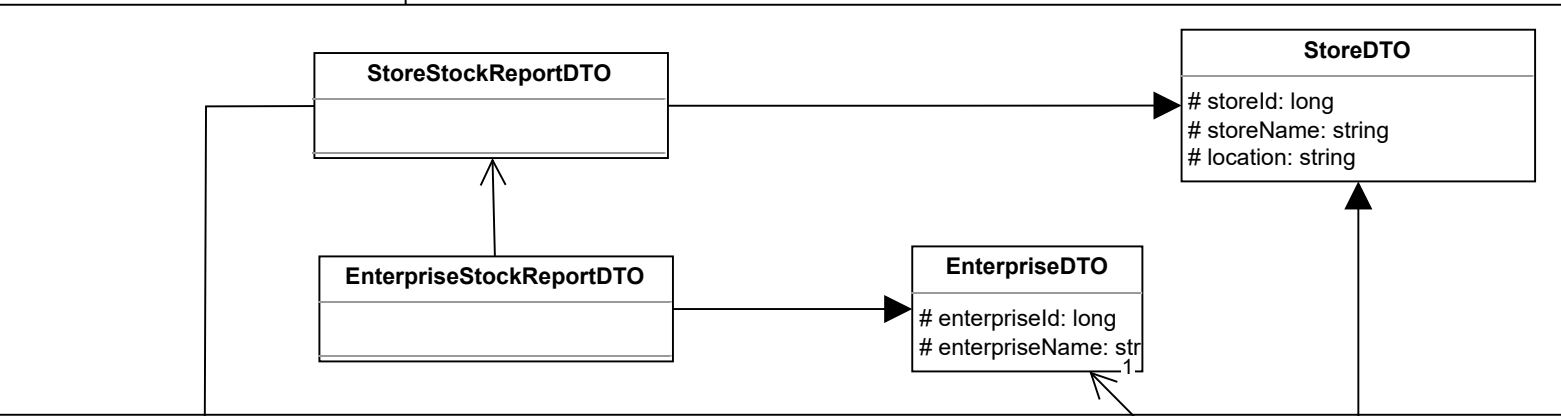 StoreDTO
StoreStockReportDTO
# storeId: long
# storeName: string
# location: string
EnterpriseStockReportDTO
EnterpriseDTO
# enterpriseId: long
# enterpriseName: str
1